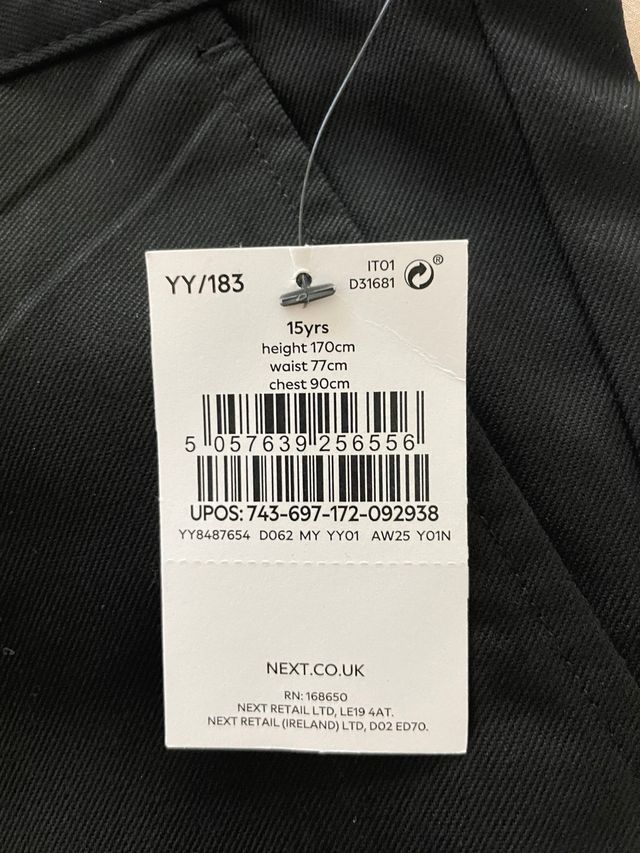 YY/183
IT01
D31681
®
15yrs
height 170cm
waist 77cm
chest 90cm
5 057639 256556
UPOS: 743-697-172-092938
YY8487654 D062 MY YY01 AW25 Y01N
NEXT.CO.UK
RN: 168650
NEXT RETAIL LTD, LE19 4AT.
NEXT RETAIL (IRELAND) LTD, D02 ED70.